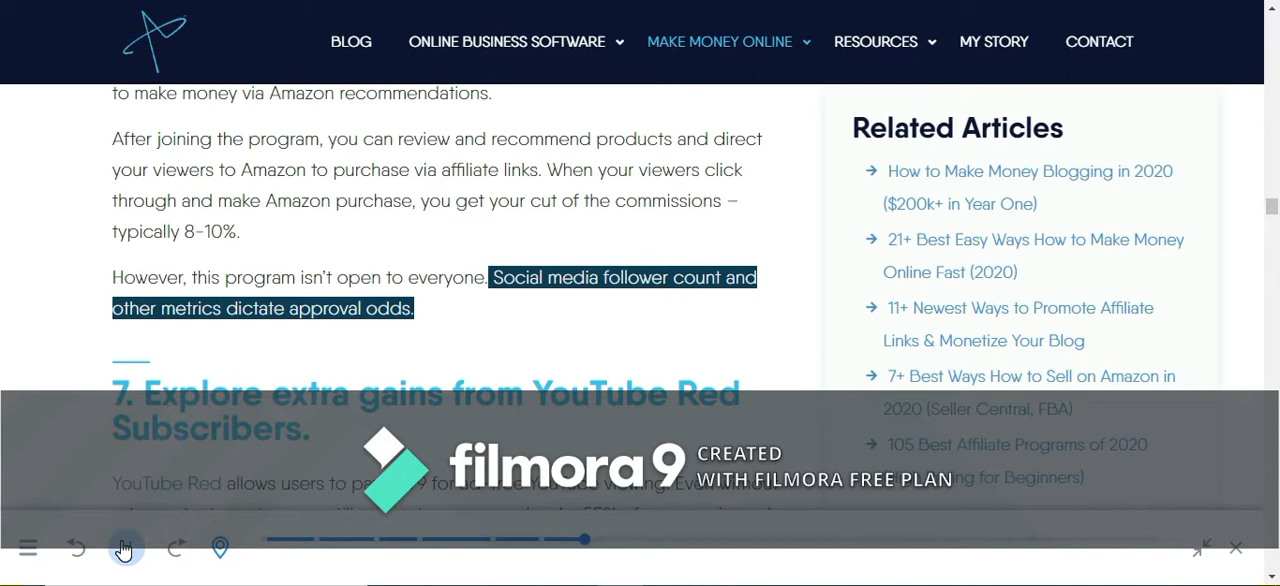 BLOG ONLINE BUSINESS SOFTWARE MAKE MONEY ONLINE RESOURCES MY STORY CONTACT
to make money via Amazon recommendations.
After joining the program, you can review and recommend products and direct
your viewers to Amazon to purchase via affiliate links. When your viewers click
through and make Amazon purchase, you get your cut of the commissions –
typically 8-10%.
However, this program isn't open to everyone. Social media follower count and
other metrics dictate approval odds.
7. Explore extra gains from YouTube Red
Subscribers.
YouTube Red allows users to
Related Articles
How to Make Money Blogging in 2020
($200k+ in Year One)
21+ Best Easy Ways How to Make Money
Online Fast (2020)
11+ Newest Ways to Promote Affiliate
Links & Monetize Your Blog
7+ Best Ways How to Sell on Amazon in
2020 (Seller Central, FBA)
105 Best Affiliate Programs of 2020
for Beginners)
filmora9
CREATED
WITH FILMORA FREE PLAN